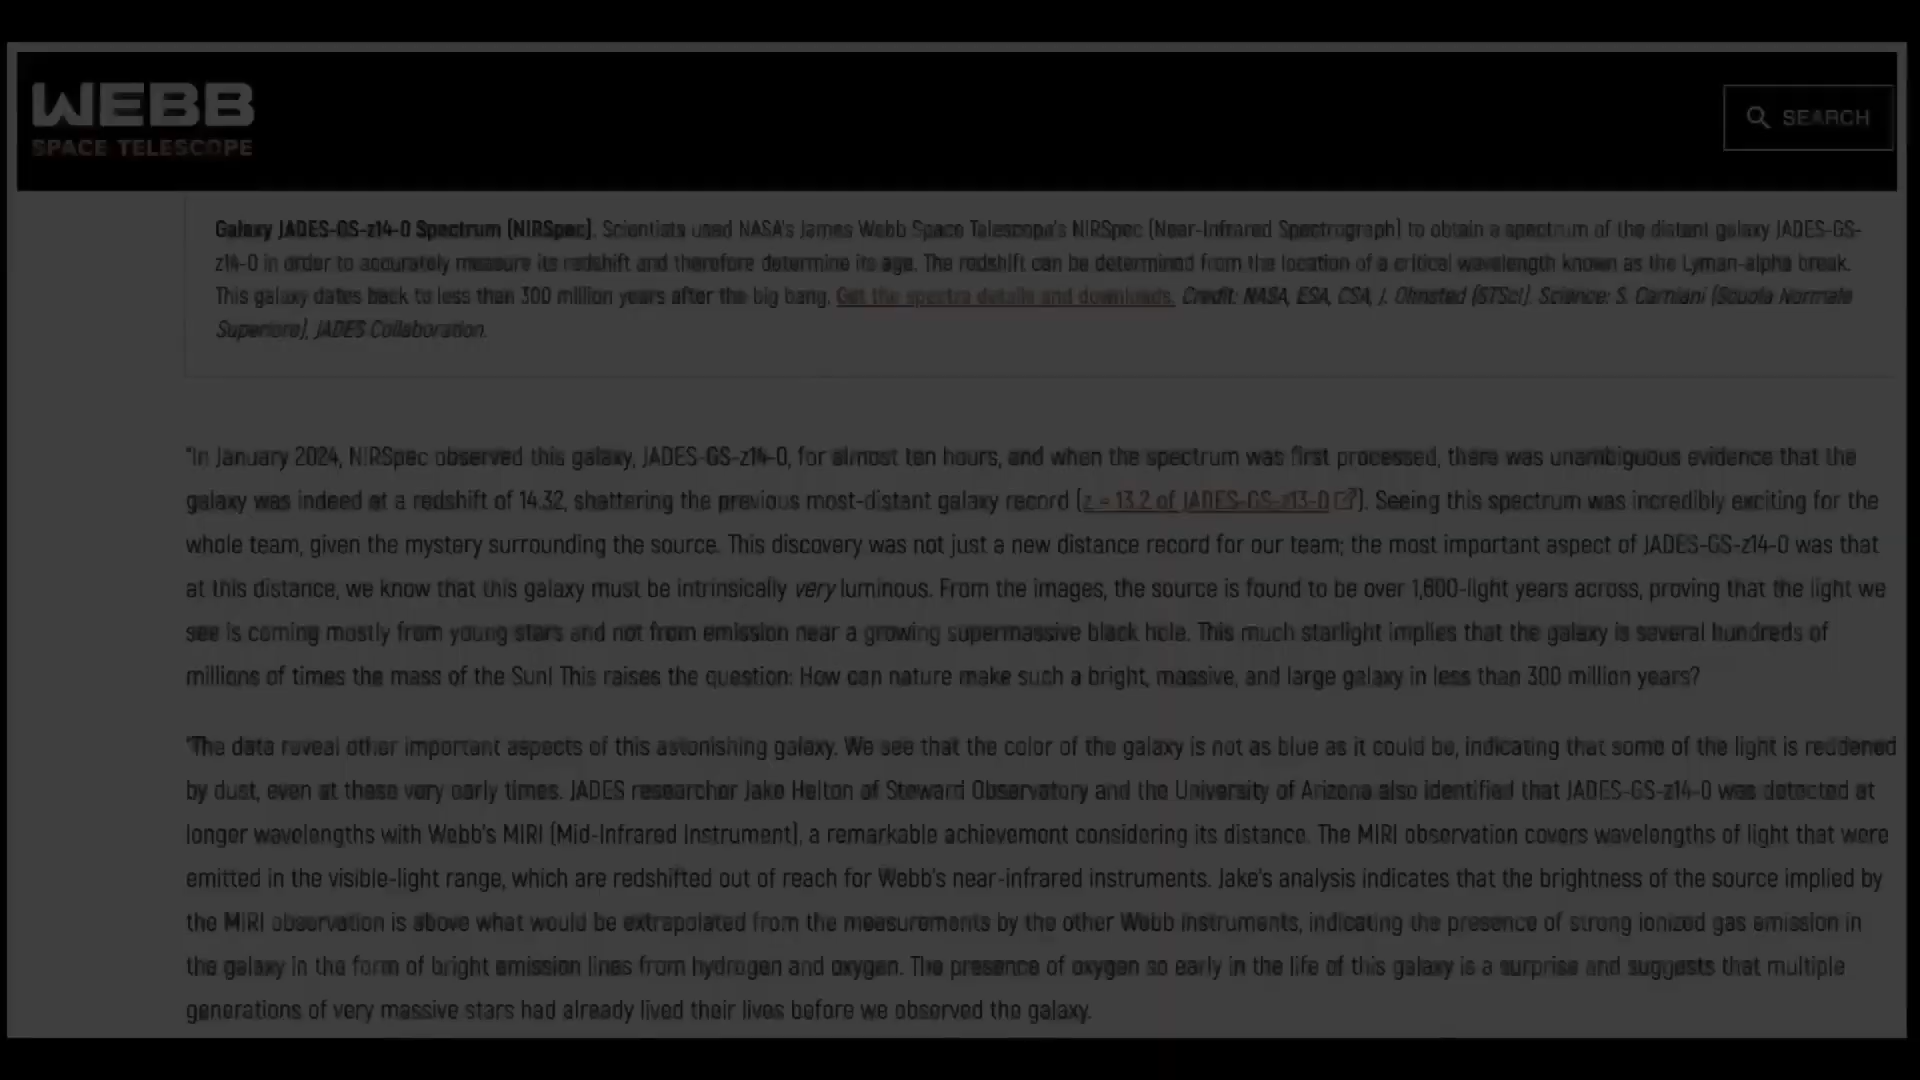 WEBB
SPACE TELESCOPE
SEARCH
Galaxy JADES-GS-z14-0 Spectrum (NIRSpec). Scientists used NASA's James Webb Space Telescope's NIRSpec (Near-Infrared Spectrograph) to obtain a spectrum of the distant galaxy JADES-GS-
z14-0 in order to accurately measure its redshift and therefore determine its age. The redshift can be determined from the location of a critical wavelength known as the Lyman-alpha break.
This galaxy dates back to less than 300 million years after the big bang. Get the spectra details and downloads. Credit: NASA, ESA, CSA, J. Olmsted (STScI). Science: S. Carniani (Scuola Normale
Superiore), JADES Collaboration.
"In January 2024, NIRSpec observed this galaxy, JADES-GS-z14-0, for almost ten hours, and when the spectrum was first processed, there was unambiguous evidence that the
galaxy was indeed at a redshift of 14.32, shattering the previous most-distant galaxy record (z = 13.2 of JADES-GS-z13-0). Seeing this spectrum was incredibly exciting for the
whole team, given the mystery surrounding the source. This discovery was not just a new distance record for our team; the most important aspect of JADES-GS-z14-0 was that
at this distance, we know that this galaxy must be intrinsically very luminous. From the images, the source is found to be over 1,600-light years across, proving that the light we
see is coming mostly from young stars and not from emission near a growing supermassive black hole. This much starlight implies that the galaxy is several hundreds of
millions of times the mass of the Sun! This raises the question: How can nature make such a bright, massive, and large galaxy in less than 300 million years?
"The data reveal other important aspects of this astonishing galaxy. We see that the color of the galaxy is not as blue as it could be, indicating that some of the light is reddened
by dust, even at these very early times. JADES researcher Jake Helton of Steward Observatory and the University of Arizona also identified that JADES-GS-z14-0 was detected at
longer wavelengths with Webb's MIRI (Mid-Infrared Instrument), a remarkable achievement considering its distance. The MIRI observation covers wavelengths of light that were
emitted in the visible-light range, which are redshifted out of reach for Webb's near-infrared instruments. Jake's analysis indicates that the brightness of the source implied by
the MIRI observation is above what would be extrapolated from the measurements by the other Webb instruments, indicating the presence of strong ionized gas emission in
the galaxy in the form of bright emission lines from hydrogen and oxygen. The presence of oxygen so early in the life of this galaxy is a surprise and suggests that multiple
generations of very massive stars had already lived their lives before we observed the galaxy.